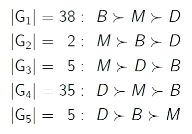 |G₁| = 38 : B ≻ M ≻ D
|G₂| = 2 : M ≻ B ≻ D
|G₃| = 5 : M ≻ D ≻ B
|G₄| = 35 : D ≻ M ≻ B
|G₅| = 5 : D ≻ B ≻ M